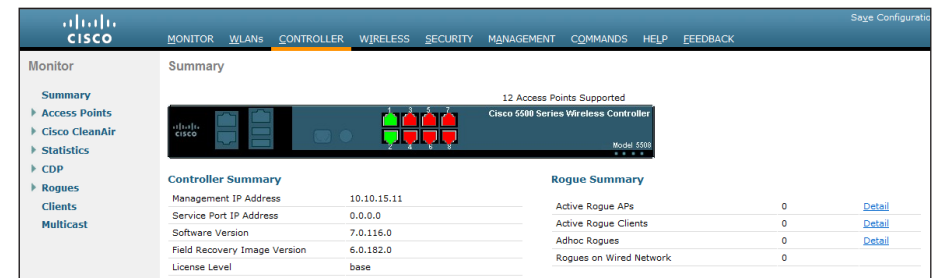 Save Configuratio
CISCO
MONITOR WLANs CONTROLLER WIRELESS SECURITY MANAGEMENT COMMANDS HELP FEEDBACK
Monitor
Summary
Access Points
Cisco CleanAir
Statistics
CDP
Rogues
Clients
Multicast
Summary
12 Access Points Supported
CISCO
1 3 5 7
2 4 6 8
Cisco 5500 Series Wireless Controller
Model 5508
Controller Summary
Management IP Address 10.10.15.11
Service Port IP Address 0.0.0.0
Software Version 7.0.116.0
Field Recovery Image Version 6.0.182.0
License Level base
Rogue Summary
Active Rogue APs 0 Detail
Active Rogue Clients 0 Detail
Adhoc Rogues 0 Detail
Rogues on Wired Network 0